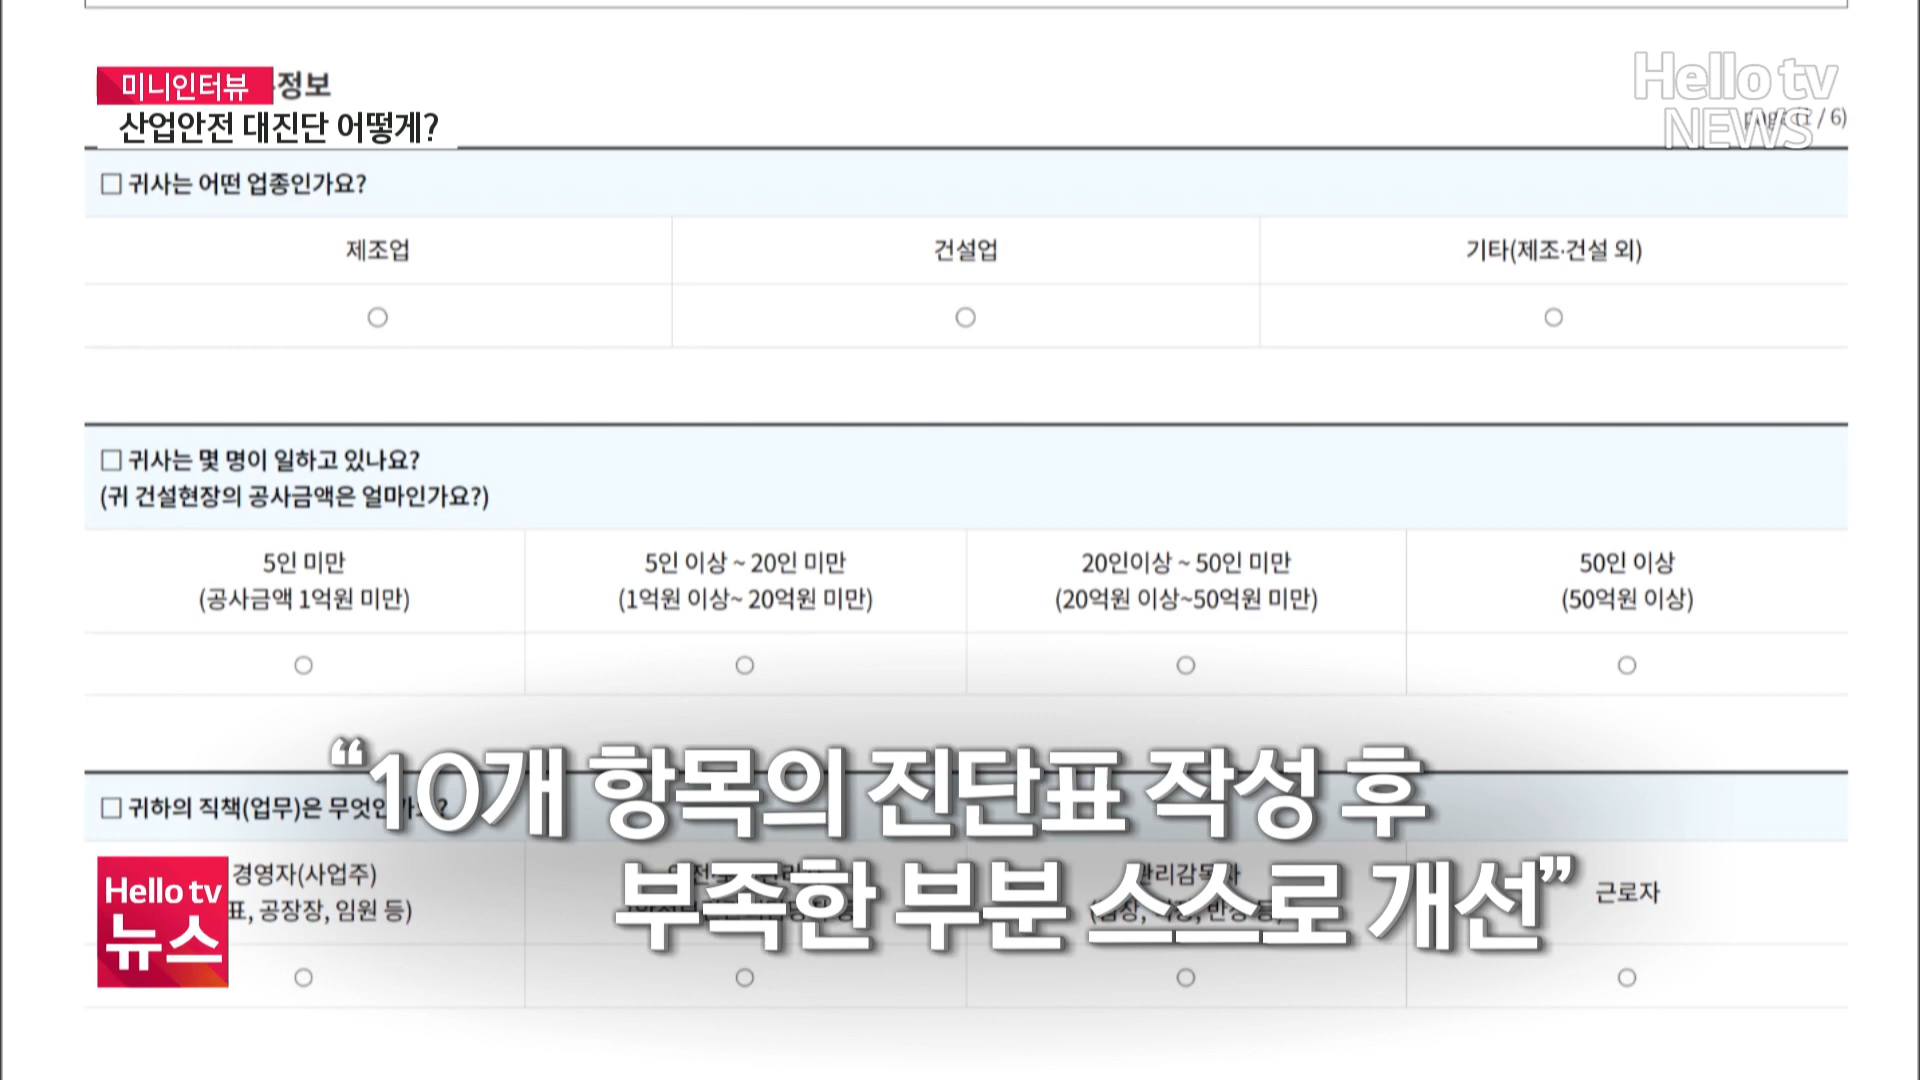 미니인터뷰 정보
산업안전 대진단 어떻게?
Hello tv
NEWS
/ 6)
□ 귀사는 어떤 업종인가요?
제조업 건설업 기타(제조·건설 외)
□ 귀사는 몇 명이 일하고 있나요?
(귀 건설현장의 공사금액은 얼마인가요?)
5인 미만 5인 이상 ~ 20인 미만 20인이상 ~ 50인 미만 50인 이상
(공사금액 1억원 미만) (1억원 이상~ 20억원 미만) (20억원 이상~50억원 미만) (50억원 이상)
“10개 항목의 진단표 작성 후
□ 귀하의 직책(업무)은
부족한 부분 스스로 개선”
경영자(사업주)
표, 공장장, 임원 등)
근로자
Hello tv
뉴스